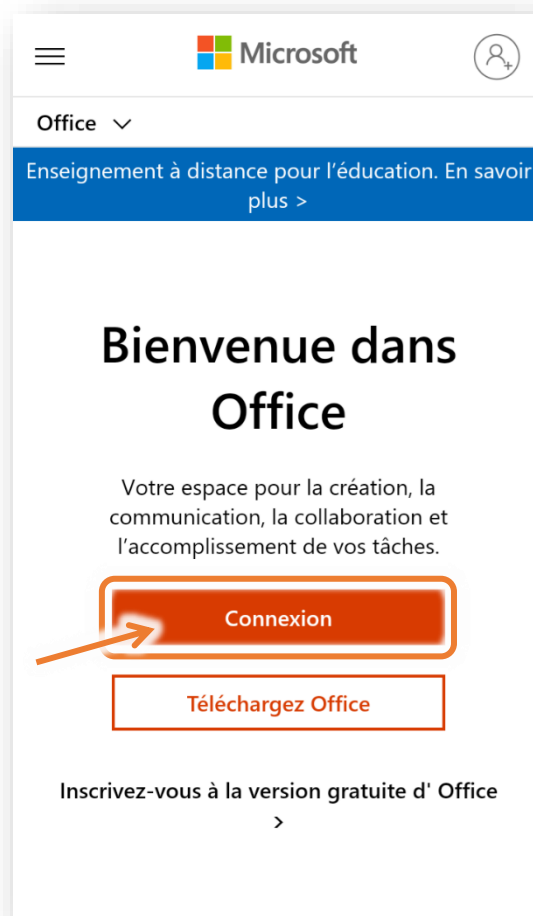 Microsoft
Office
Enseignement à distance pour l’éducation. En savoir
plus >
Bienvenue dans
Office
Votre espace pour la création, la
communication, la collaboration et
l’accomplissement de vos tâches.
Connexion
Téléchargez Office
Inscrivez-vous à la version gratuite d' Office
>